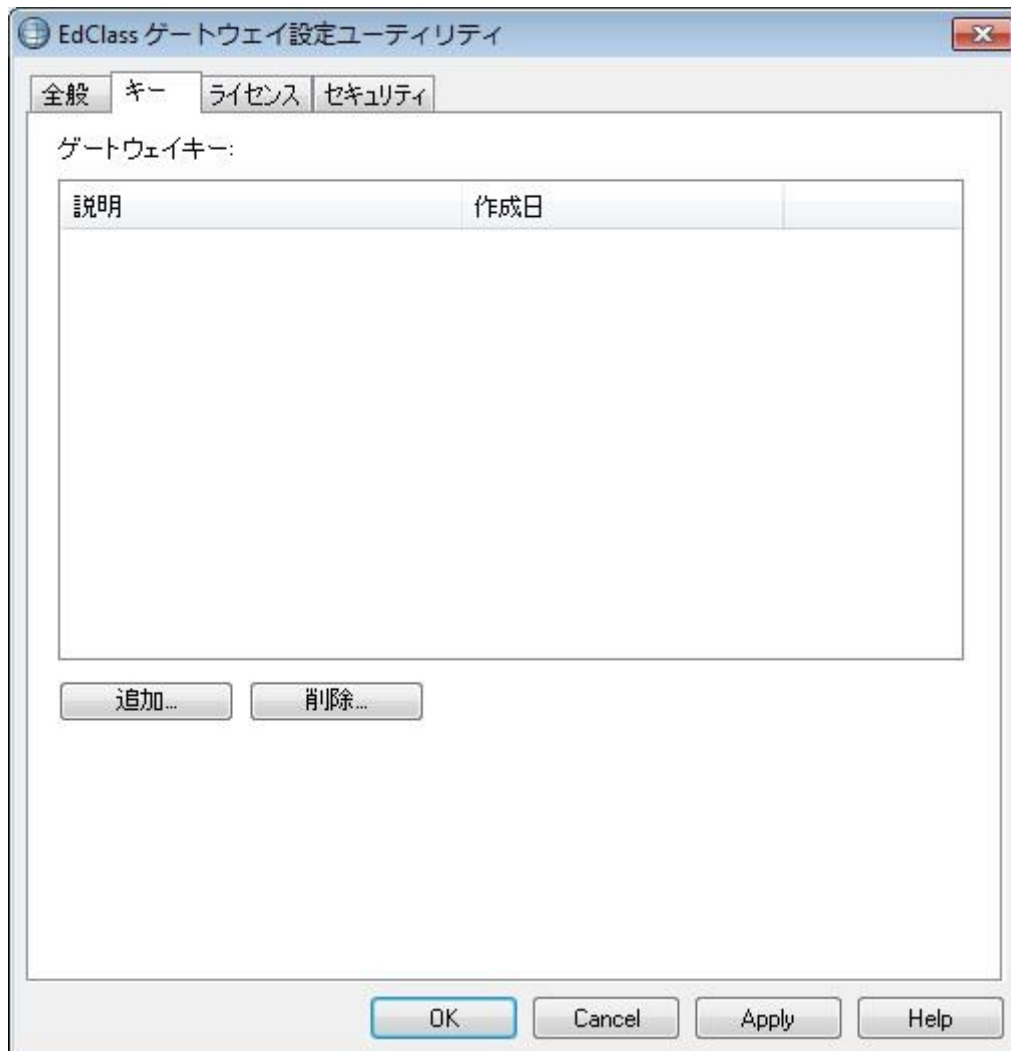 EdClass ゲートウェイ設定ユーティリティ
全般 キー ライセンス セキュリティ
ゲートウェイキー:
説明 作成日
追加... 削除...
OK Cancel Apply Help